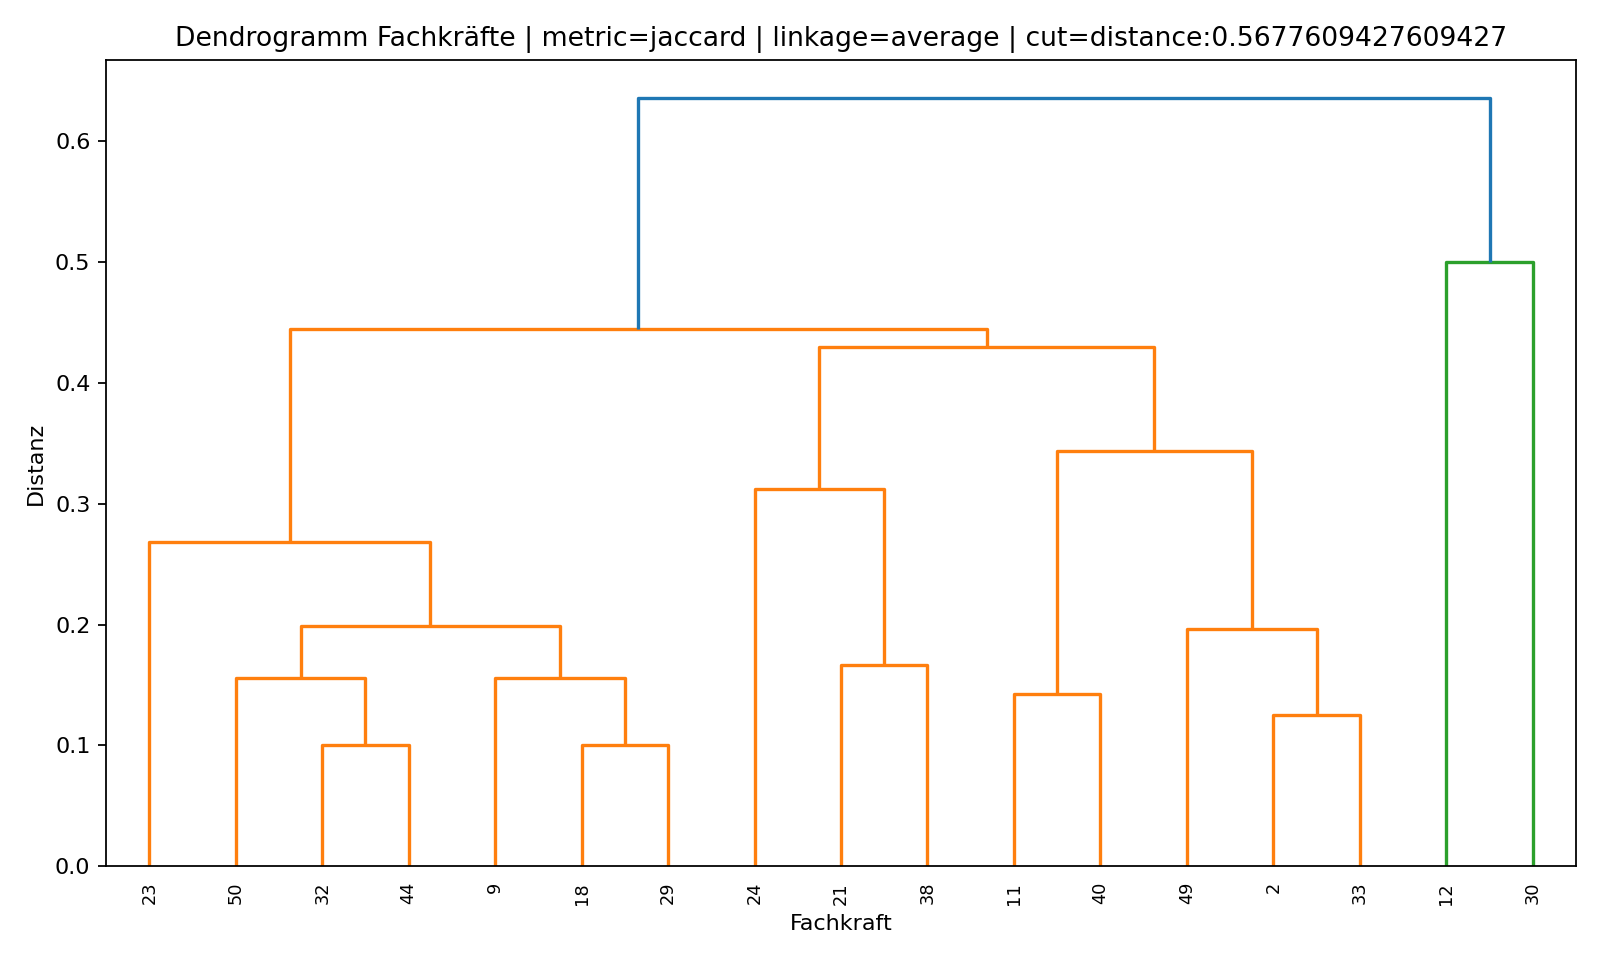 Dendrogramm Fachkräfte | metric=jaccard | linkage=average | cut=distance:0.5677609427609427
0.6
0.5
0.4
0.3
0.2
0.1
0.0
Distanz
23 50 32 44 9 18 29 24 21 38 11 40 49 2 33 12 30
Fachkraft